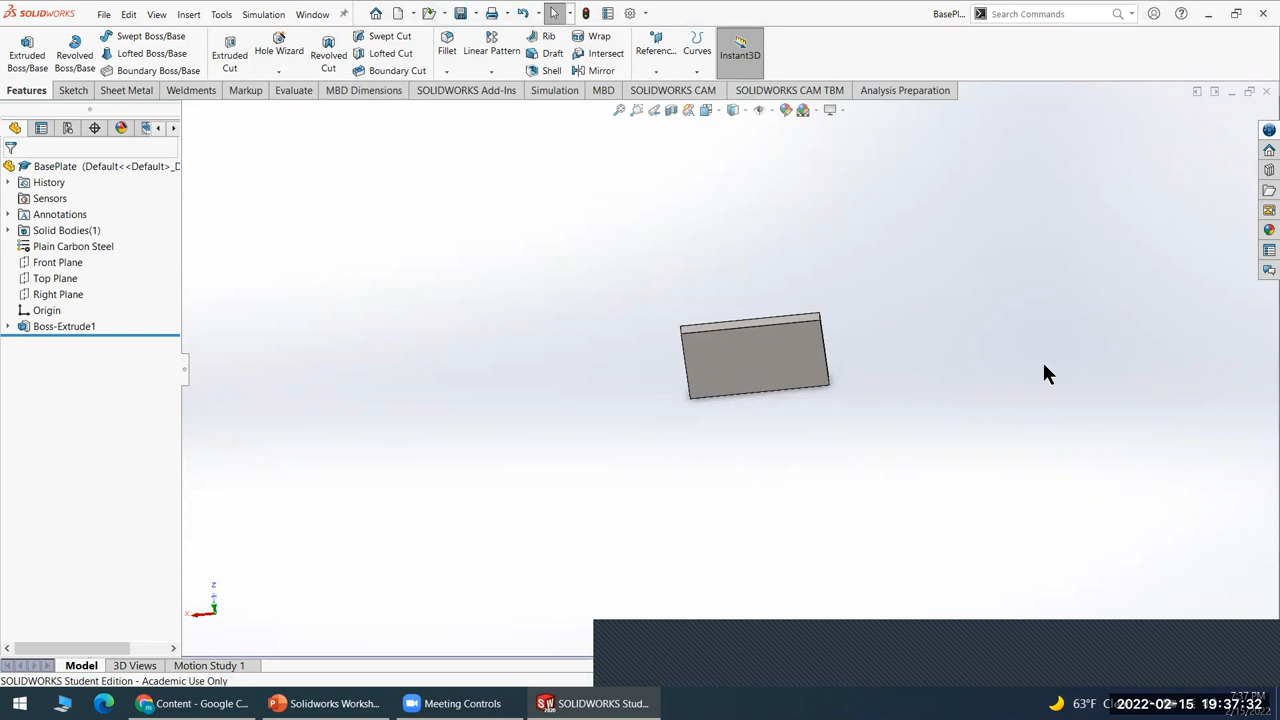 SOLIDWORKS File Edit View Insert Tools Simulation Window BasePl... Search Commands
Extruded Boss/Base Revolved Boss/Base Swept Boss/Base Lofted Boss/Base Boundary Boss/Base Extruded Cut Hole Wizard Revolved Cut Swept Cut Lofted Cut Boundary Cut Fillet Linear Pattern Rib Draft Shell Wrap Intersect Mirror Referenc... Curves Instant3D
Features Sketch Sheet Metal Weldments Markup Evaluate MBD Dimensions SOLIDWORKS Add-Ins Simulation MBD SOLIDWORKS CAM SOLIDWORKS CAM TBM Analysis Preparation
BasePlate (Default<<Default>_D
History
Sensors
Annotations
Solid Bodies(1)
Plain Carbon Steel
Front Plane
Top Plane
Right Plane
Origin
Boss-Extrude1
z
x
Model 3D Views Motion Study 1
SOLIDWORKS Student Edition - Academic Use Only
Content - Google C... Solidworks Worksh... Meeting Controls SOLIDWORKS Stud... 63°F 2022-02-15 19:37:32